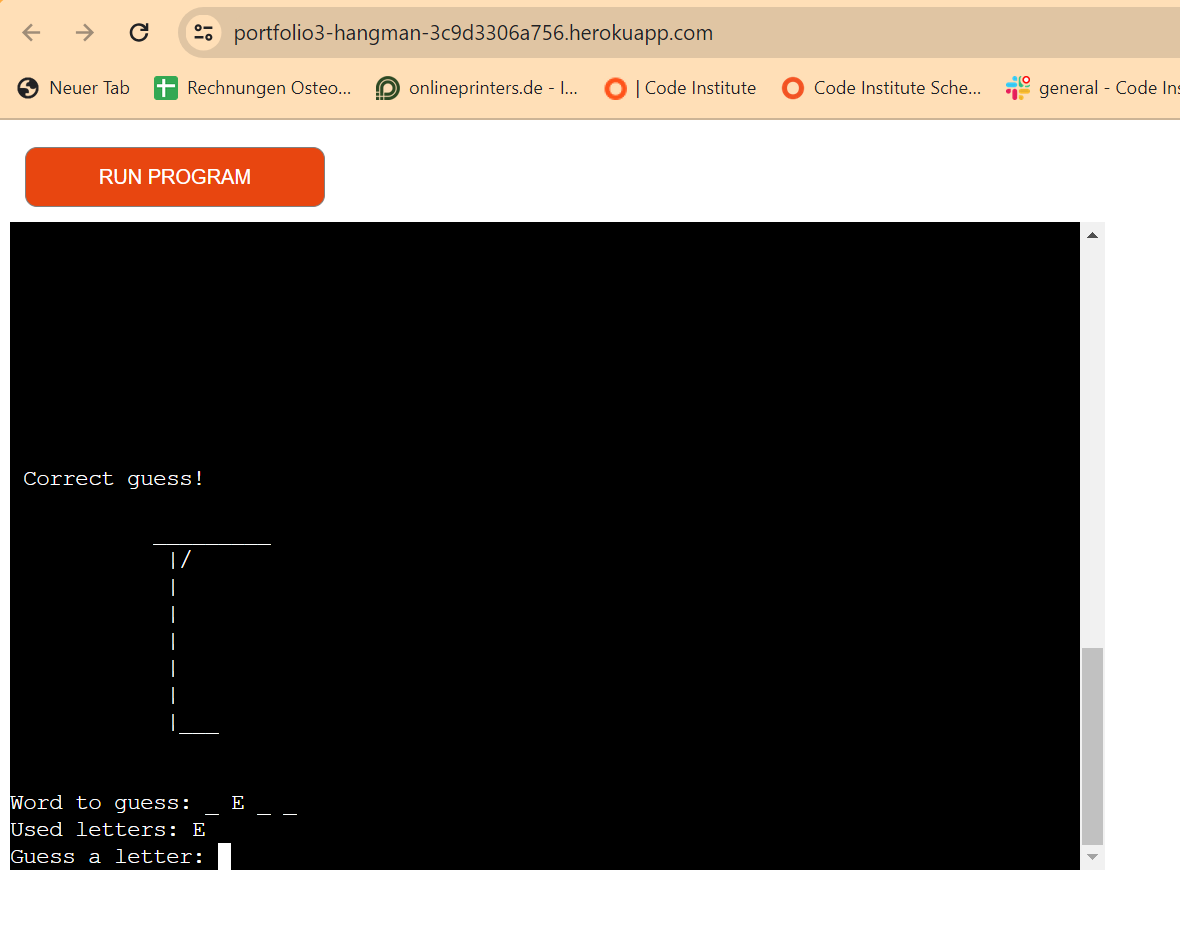 portfolio3-hangman-3c9d3306a756.herokuapp.com
Neuer Tab Rechnungen Osteo... onlineprinters.de - I... | Code Institute Code Institute Sche... general - Code Ins
RUN PROGRAM
Correct guess!
_________
|/
|
|
|
|
|
|___
Word to guess: _ E _ _
Used letters: E
Guess a letter: